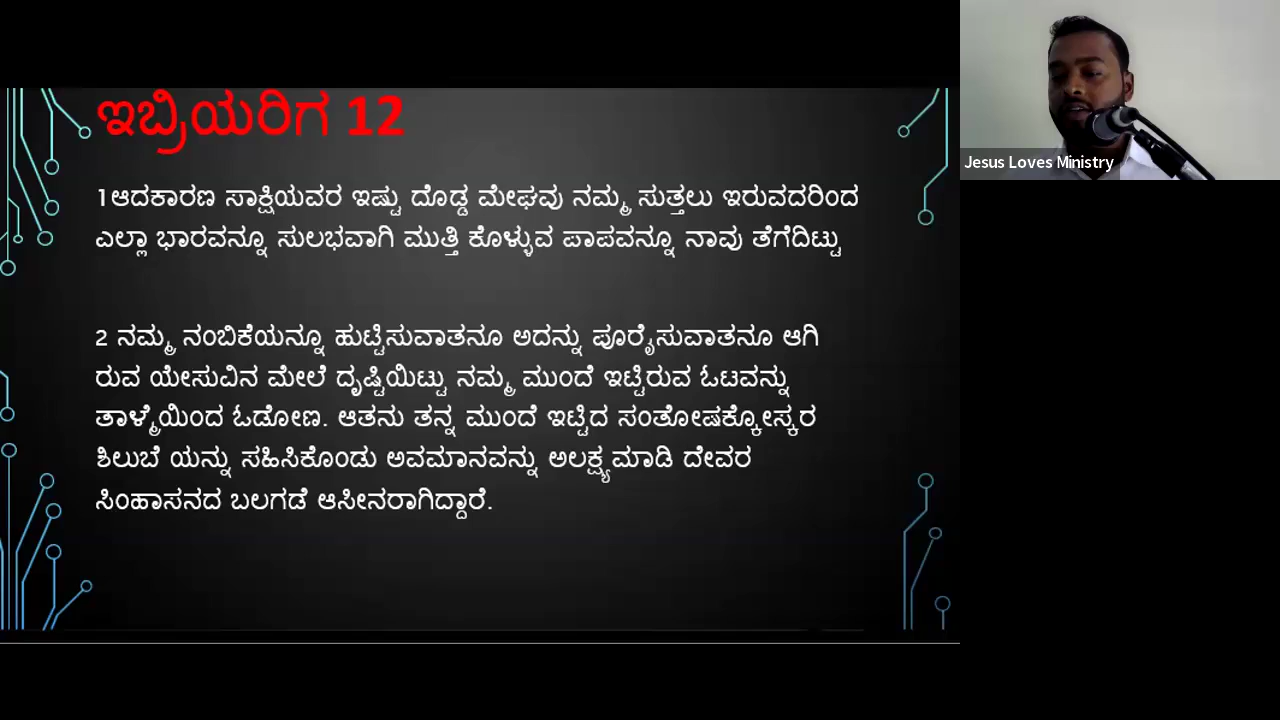 ಇಬ್ರಿಯರಿಗ 12
1ಆದಕಾರಣ ಸಾಕ್ಷಿಯವರ ಇಷ್ಟು ದೊಡ್ಡ ಮೇಘವು ನಮ್ಮ ಸುತ್ತಲು ಇರುವದರಿಂದ
ಎಲ್ಲಾ ಭಾರವನ್ನೂ ಸುಲಭವಾಗಿ ಮುತ್ತಿ ಕೊಳ್ಳುವ ಪಾಪವನ್ನೂ ನಾವು ತೆಗೆದಿಟ್ಟು
2 ನಮ್ಮ ನಂಬಿಕೆಯನ್ನೂ ಹುಟ್ಟಿಸುವಾತನೂ ಅದನ್ನು ಪೂರೈಸುವಾತನೂ ಆಗಿ
ರುವ ಯೇಸುವಿನ ಮೇಲೆ ದೃಷ್ಟಿಯಿಟ್ಟು ನಮ್ಮ ಮುಂದೆ ಇಟ್ಟಿರುವ ಓಟವನ್ನು
ತಾಳ್ಮೆಯಿಂದ ಓಡೋಣ. ಆತನು ತನ್ನ ಮುಂದೆ ಇಟ್ಟಿದ ಸಂತೋಷಕ್ಕೋಸ್ಕರ
ಶಿಲುಬೆ ಯನ್ನು ಸಹಿಸಿಕೊಂಡು ಅವಮಾನವನ್ನು ಅಲಕ್ಷ್ಯಮಾಡಿ ದೇವರ
ಸಿಂಹಾಸನದ ಬಲಗಡೆ ಆಸೀನರಾಗಿದ್ದಾರೆ.
Jesus Loves Ministry